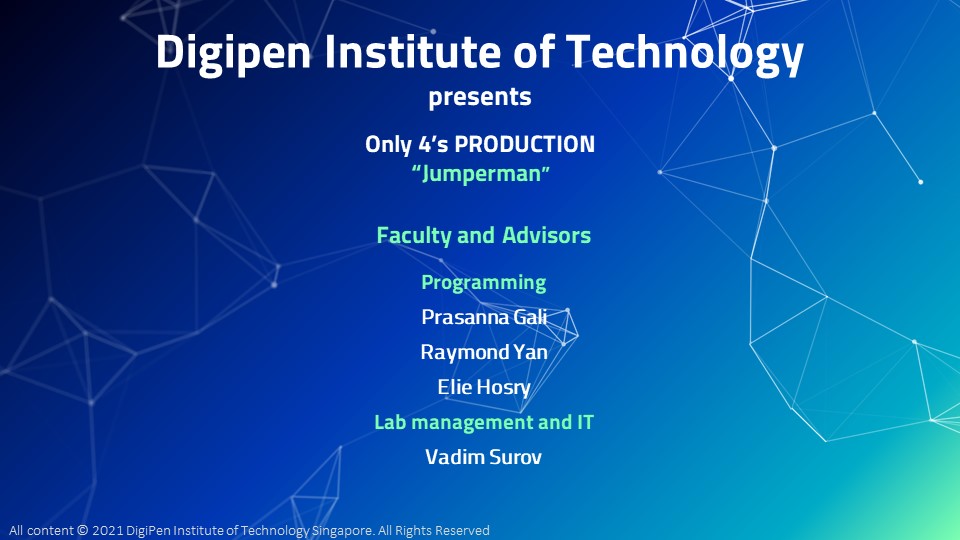 Digipen Institute of Technology
presents
Only 4’s PRODUCTION
“Jumperman”
Faculty and Advisors
Programming
Prasanna Gali
Raymond Yan
Elie Hosry
Lab management and IT
Vadim Surov
All content © 2021 DigiPen Institute of Technology Singapore. All Rights Reserved